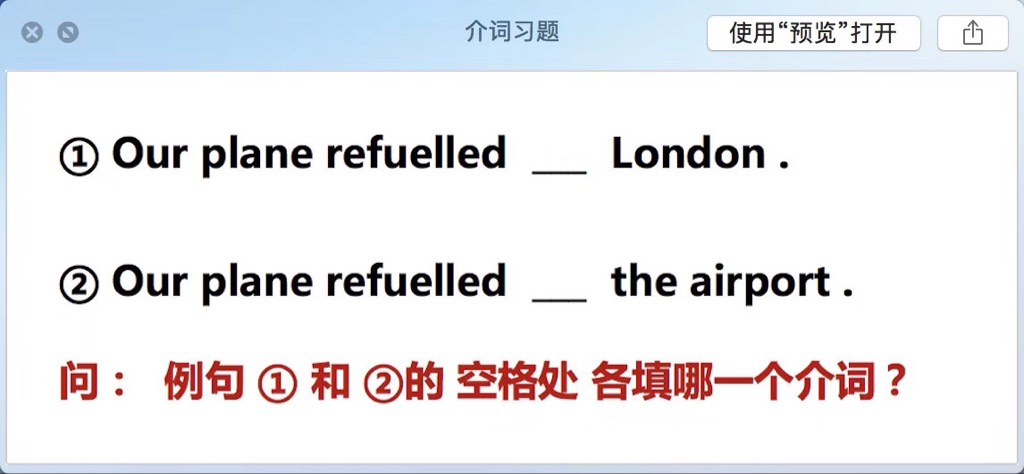 介词习题
使用“预览”打开
① Our plane refuelled ___ London .
② Our plane refuelled ___ the airport .
问： 例句 ① 和 ②的 空格处 各填哪一个介词？